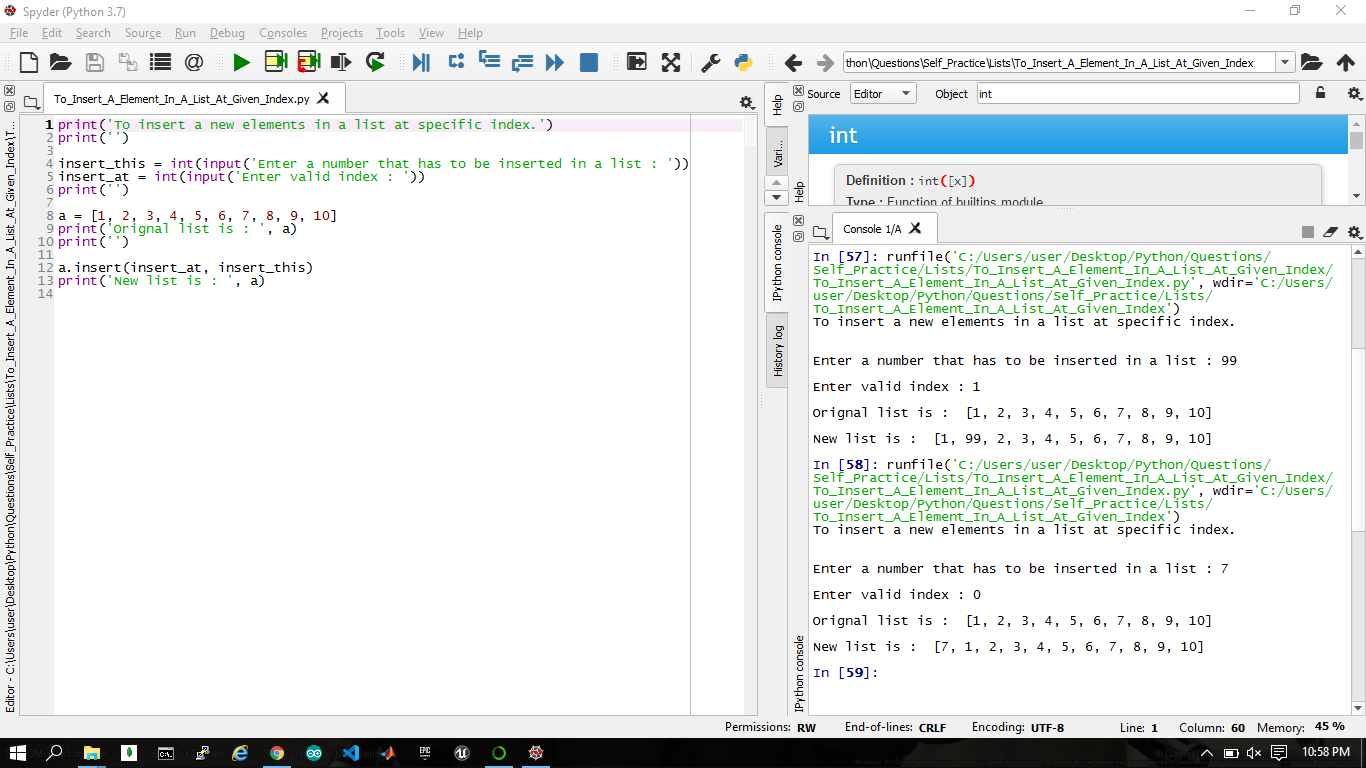 Spyder (Python 3.7)
File Edit Search Source Run Debug Consoles Projects Tools View Help
thon\Questions\Self_Practice\Lists\To_Insert_A_Element_In_A_List_At_Given_Index
To_Insert_A_Element_In_A_List_At_Given_Index.py
Editor - C:\Users\user\Desktop\Python\Questions\Self_Practice\Lists\To_Insert_A_Element_In_A_List_At_Given_Index\T...
1 print('To insert a new elements in a list at specific index.')
2 print('')
3
4 insert_this = int(input('Enter a number that has to be inserted in a list : '))
5 insert_at = int(input('Enter valid index : '))
6 print('')
7
8 a = [1, 2, 3, 4, 5, 6, 7, 8, 9, 10]
9 print('Orignal list is : ', a)
10 print('')
11
12 a.insert(insert_at, insert_this)
13 print('New list is : ', a)
14
Help
Vari...
Help
Source Editor Object int
int
Definition : int([x])
Type : Function of builtins module
IPython console
History log
IPython console
Console 1/A
In [57]: runfile('C:/Users/user/Desktop/Python/Questions/
Self_Practice/Lists/To_Insert_A_Element_In_A_List_At_Given_Index/
To_Insert_A_Element_In_A_List_At_Given_Index.py', wdir='C:/Users/
user/Desktop/Python/Questions/Self_Practice/Lists/
To_Insert_A_Element_In_A_List_At_Given_Index')
To insert a new elements in a list at specific index.
Enter a number that has to be inserted in a list : 99
Enter valid index : 1
Orignal list is :  [1, 2, 3, 4, 5, 6, 7, 8, 9, 10]
New list is :  [1, 99, 2, 3, 4, 5, 6, 7, 8, 9, 10]
In [58]: runfile('C:/Users/user/Desktop/Python/Questions/
Self_Practice/Lists/To_Insert_A_Element_In_A_List_At_Given_Index/
To_Insert_A_Element_In_A_List_At_Given_Index.py', wdir='C:/Users/
user/Desktop/Python/Questions/Self_Practice/Lists/
To_Insert_A_Element_In_A_List_At_Given_Index')
To insert a new elements in a list at specific index.
Enter a number that has to be inserted in a list : 7
Enter valid index : 0
Orignal list is :  [1, 2, 3, 4, 5, 6, 7, 8, 9, 10]
New list is :  [7, 1, 2, 3, 4, 5, 6, 7, 8, 9, 10]
In [59]:
Permissions: RW End-of-lines: CRLF Encoding: UTF-8 Line: 1 Column: 60 Memory: 45 %
EPIC
10:58 PM